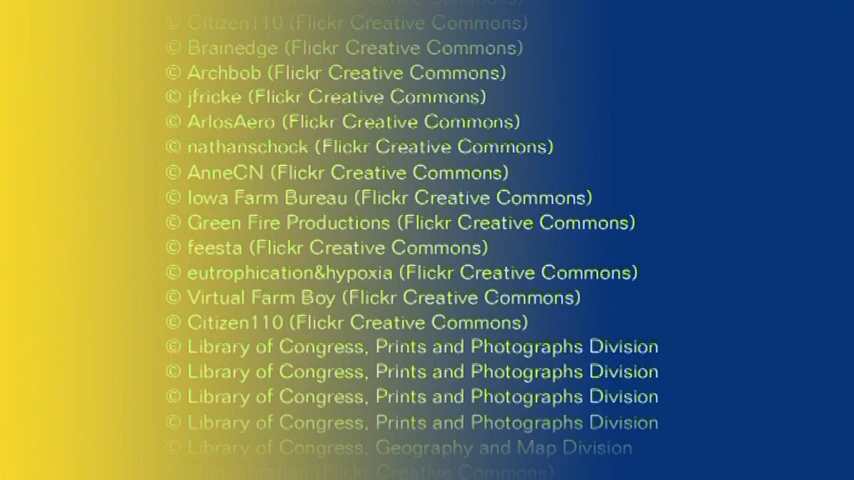 © Citizen110 (Flickr Creative Commons)
© Brainedge (Flickr Creative Commons)
© Archbob (Flickr Creative Commons)
© jfricke (Flickr Creative Commons)
© ArlosAero (Flickr Creative Commons)
© nathanschock (Flickr Creative Commons)
© AnneCN (Flickr Creative Commons)
© Iowa Farm Bureau (Flickr Creative Commons)
© Green Fire Productions (Flickr Creative Commons)
© feesta (Flickr Creative Commons)
© eutrophication&hypoxia (Flickr Creative Commons)
© Virtual Farm Boy (Flickr Creative Commons)
© Citizen110 (Flickr Creative Commons)
© Library of Congress, Prints and Photographs Division
© Library of Congress, Prints and Photographs Division
© Library of Congress, Prints and Photographs Division
© Library of Congress, Prints and Photographs Division
© Library of Congress. Geography and Map Division
(Flickr Creative Commons)